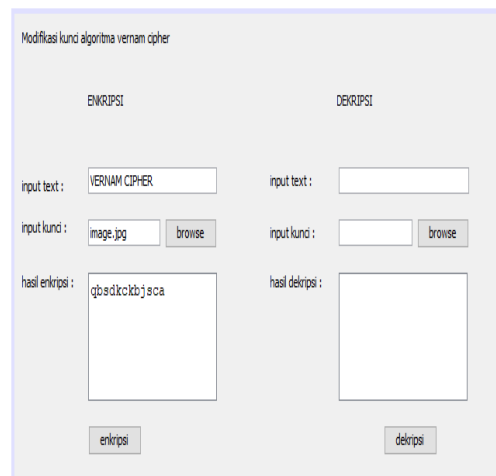 Modifikasi kunci algoritma vernam cipher
ENKRIPSI
DEKRIPSI
input text :
VERNAM CIPHER
input text :
input kunci :
image.jpg
browse
input kunci :
browse
hasil enkripsi :
qbsdkckbjsca
hasil dekripsi :
enkripsi
dekripsi